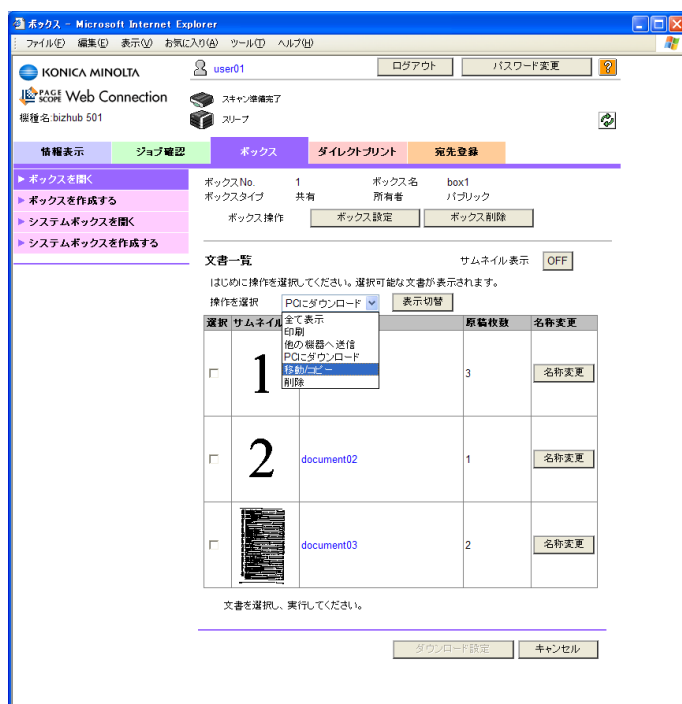 ボックス - Microsoft Internet Explorer
ファイル(F) 編集(E) 表示(V) お気に入り(A) ツール(T) ヘルプ(H)
KONICA MINOLTA
user01
ログアウト
パスワード変更
?
PAGE SCOPE Web Connection
スキャン準備完了
機種名:bizhub 501
スリープ
情報表示
ジョブ確認
ボックス
ダイレクトプリント
宛先登録
ボックスを開く
ボックスを作成する
システムボックスを開く
システムボックスを作成する
ボックスNo. 1 ボックス名 box1
ボックスタイプ 共有 所有者 パブリック
ボックス操作 ボックス設定 ボックス削除
文書一覧 サムネイル表示 OFF
はじめに操作を選択してください。選択可能な文書が表示されます。
操作を選択 PCにダウンロード 表示切替
全て表示
印刷
他の機器へ送信
PCにダウンロード
移動/コピー
削除
選択 サムネイル 原稿枚数 名称変更
1 3 名称変更
2 document02 1 名称変更
document03 2 名称変更
文書を選択し、実行してください。
ダウンロード設定 キャンセル